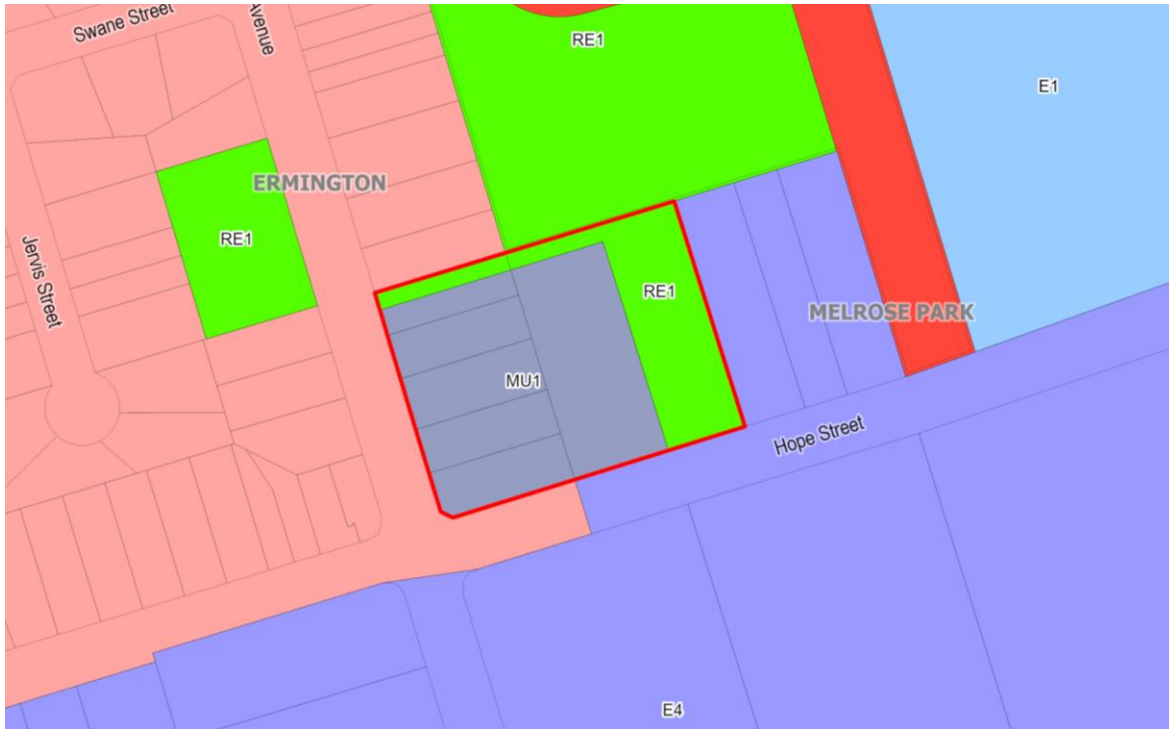 Swane Street
Avenue
RE1
E1
ERMINGTON
RE1
Jervis Street
RE1
MELROSE PARK
MU1
Hope Street
E4